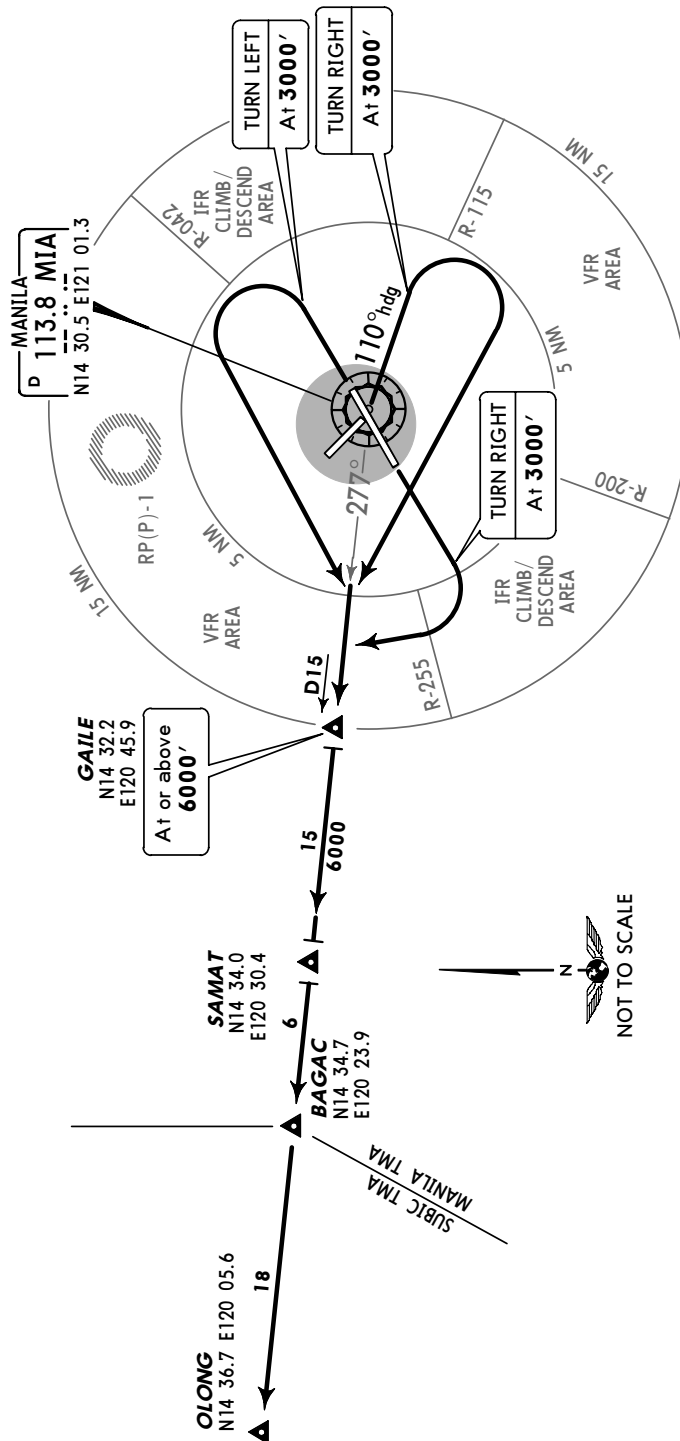 OLONG
N14 36.7 E120 05.6
18
SUBIC TMA
MANILA TMA
BAGAC
N14 34.7
E120 23.9
6
SAMAT
N14 34.0
E120 30.4
15
6000
GAILE
N14 32.2
E120 45.9
At or above
6000'
D15
N
NOT TO SCALE
MANILA
D 113.8 MIA
N14 30.5 E121 01.3
RP(P)-1
15 NM
5 NM
VFR
AREA
277°
R-255
IFR
CLIMB/
DESCEND
AREA
TURN RIGHT
At 3000'
R-200
R-042
IFR
CLIMB/
DESCEND
AREA
TURN LEFT
At 3000'
TURN RIGHT
At 3000'
110°hdg
R-115
5 NM
VFR
AREA
15 NM